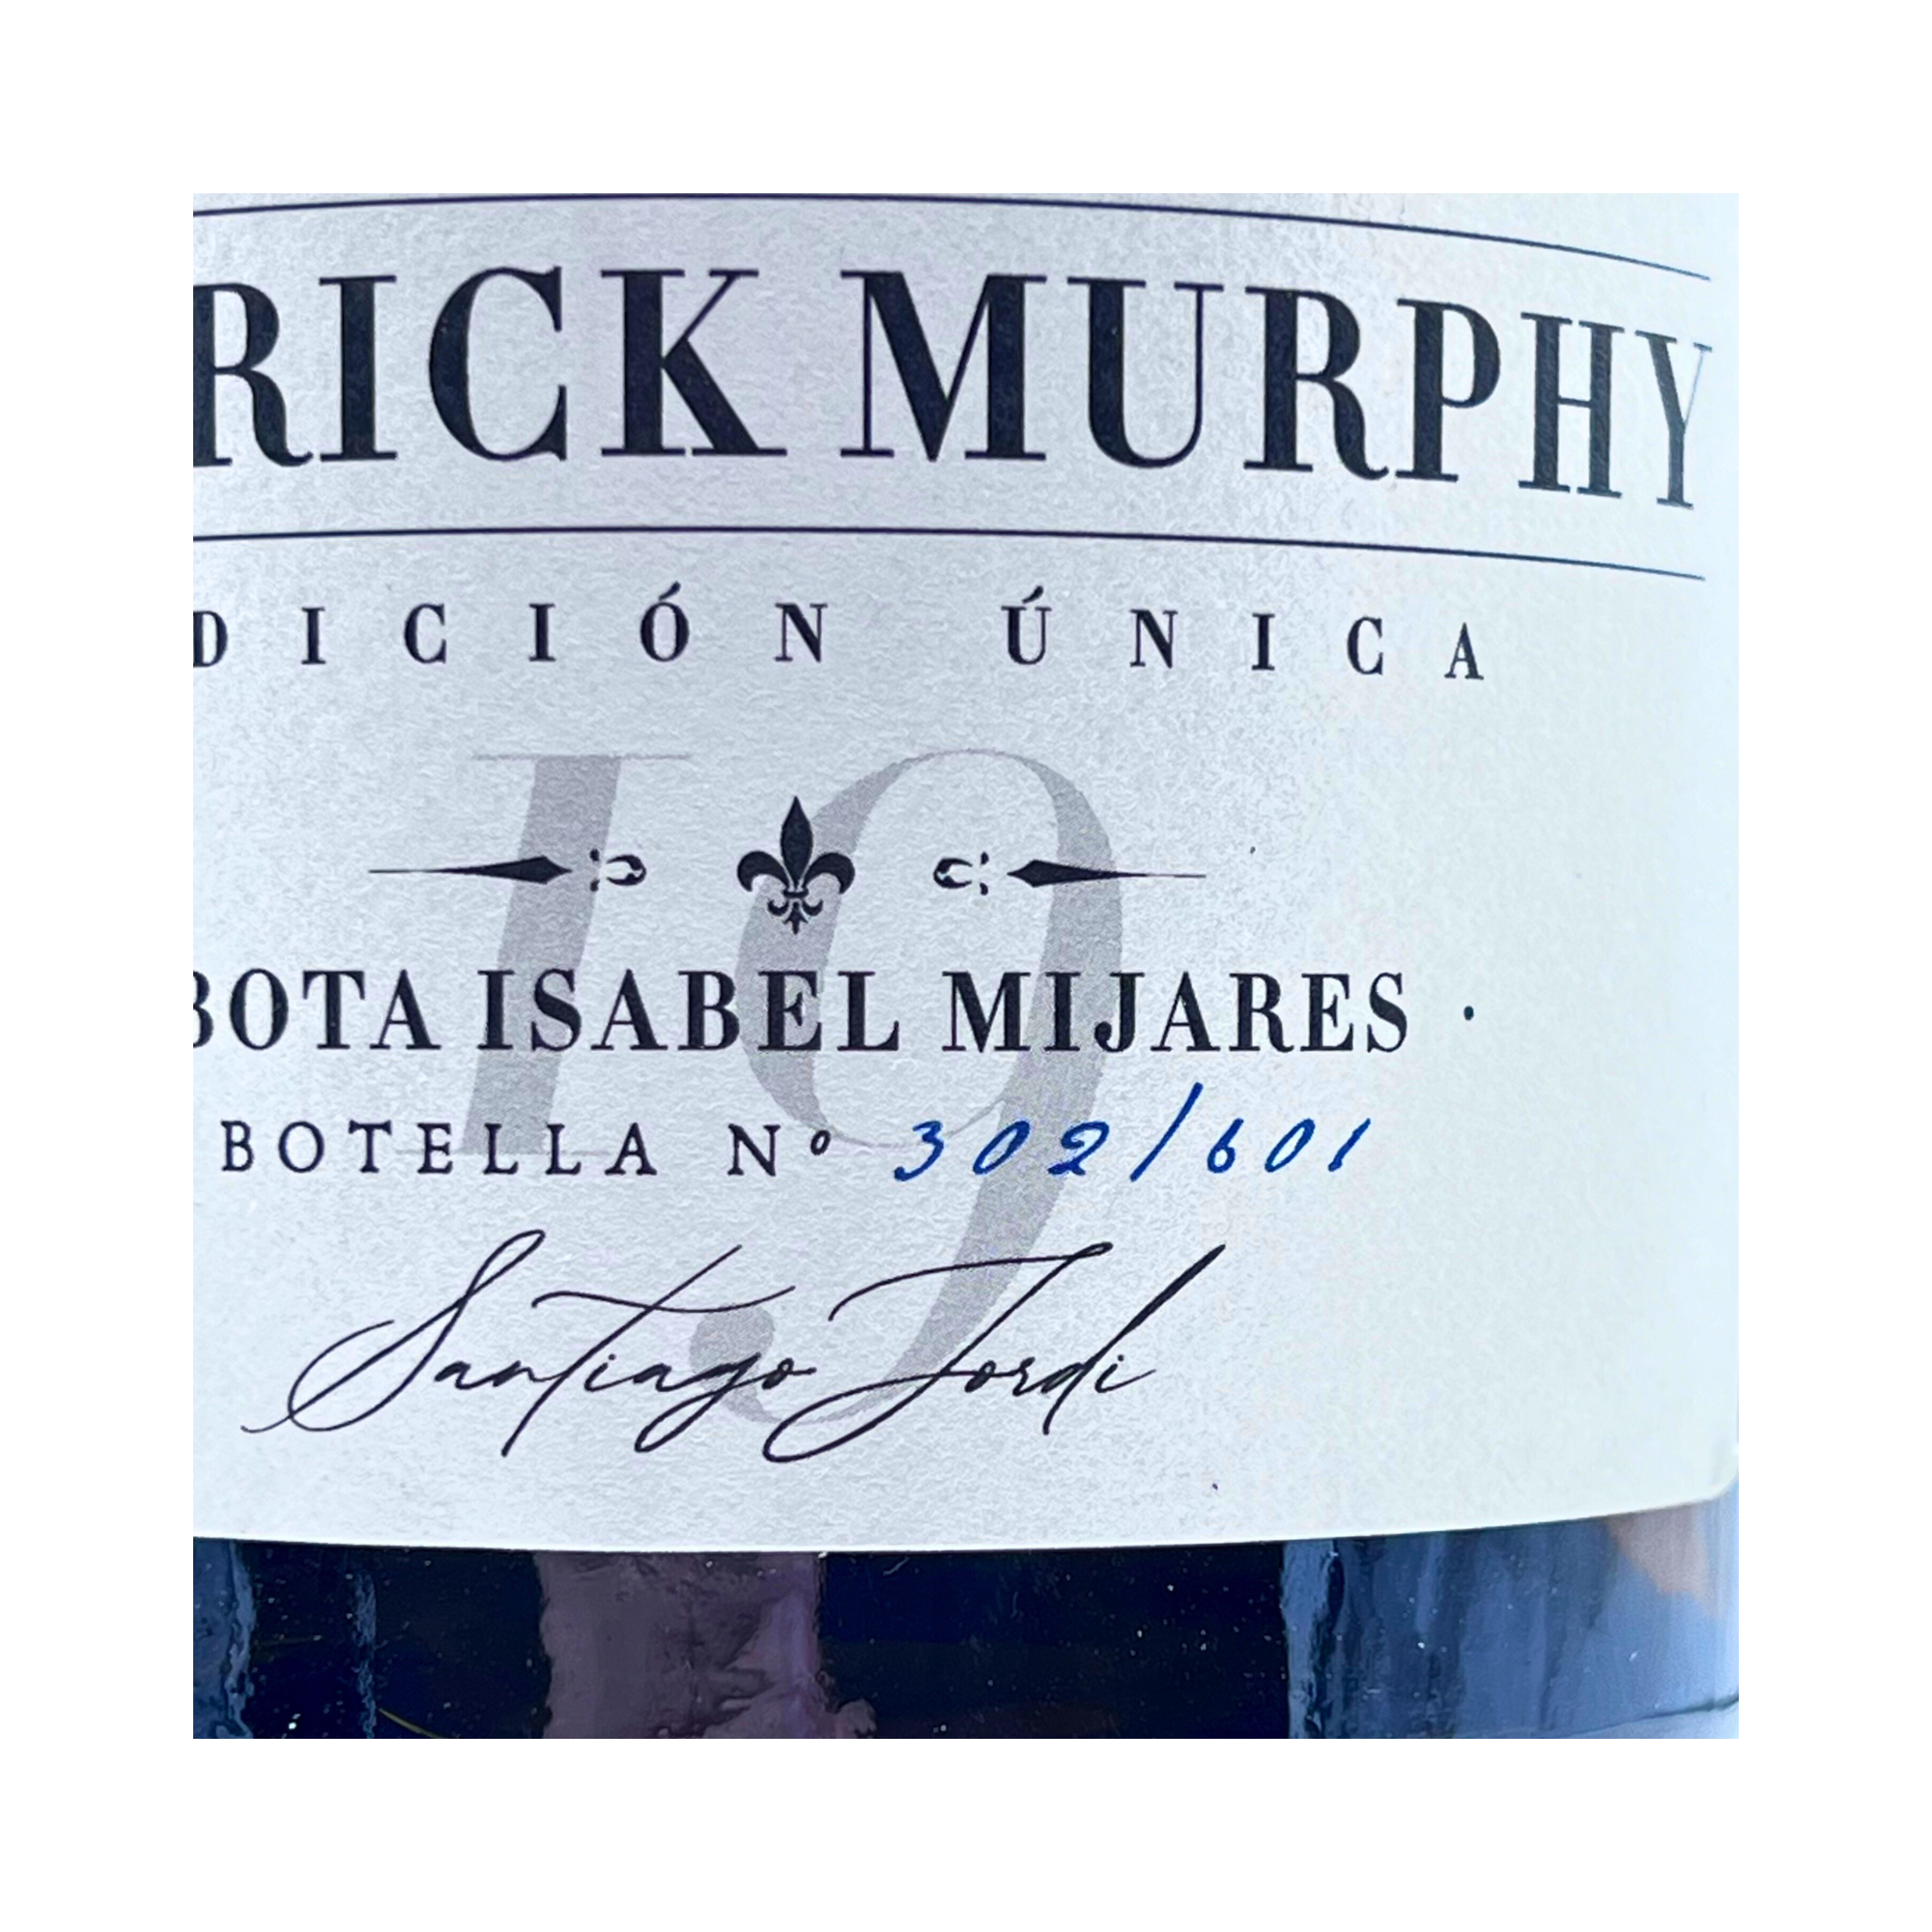 RICK MURPHY
DICIÓN ÚNICA
19
BOTA ISABEL MIJARES ·
BOTELLA Nº 302/601
Santiago Jordi